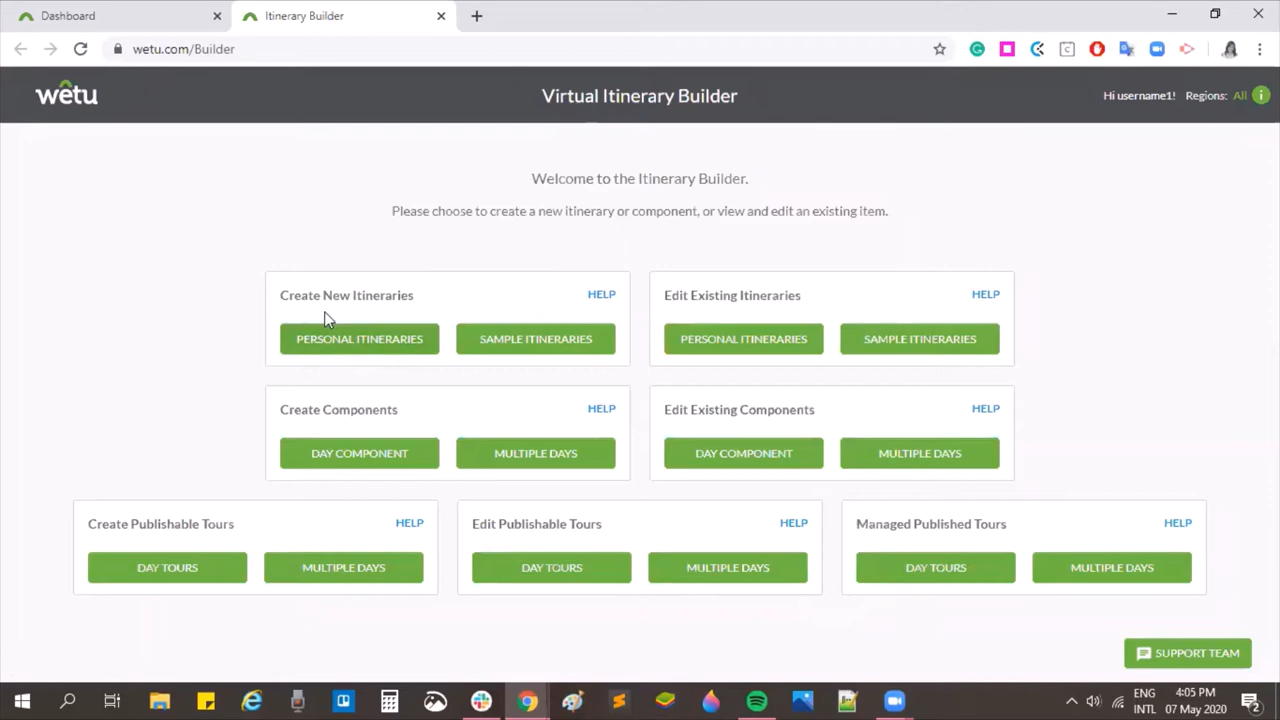 Dashboard
Itinerary Builder
wetu.com/Builder
wetu
Virtual Itinerary Builder
Hi username1! Regions: All
Welcome to the Itinerary Builder.
Please choose to create a new itinerary or component, or view and edit an existing item.
Create New Itineraries HELP
PERSONAL ITINERARIES SAMPLE ITINERARIES
Edit Existing Itineraries HELP
PERSONAL ITINERARIES SAMPLE ITINERARIES
Create Components HELP
DAY COMPONENT MULTIPLE DAYS
Edit Existing Components HELP
DAY COMPONENT MULTIPLE DAYS
Create Publishable Tours HELP
DAY TOURS MULTIPLE DAYS
Edit Publishable Tours HELP
DAY TOURS MULTIPLE DAYS
Managed Published Tours HELP
DAY TOURS MULTIPLE DAYS
SUPPORT TEAM
ENG
INTL
4:05 PM
07 May 2020
2